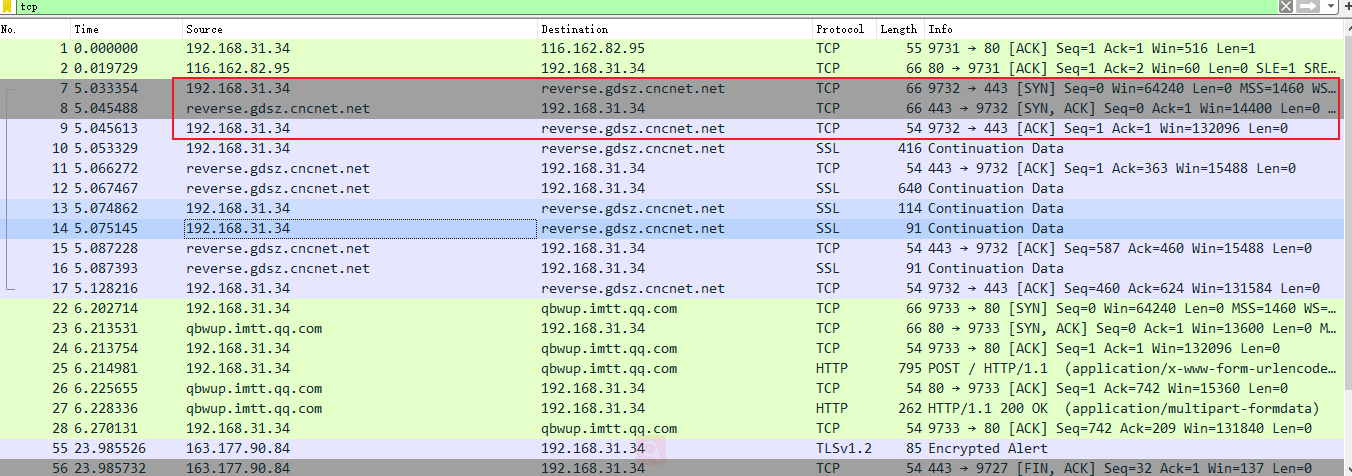 tcp
No. Time Source Destination Protocol Length Info
1 0.000000 192.168.31.34 116.162.82.95 TCP 55 9731 → 80 [ACK] Seq=1 Ack=1 Win=516 Len=1
2 0.019729 116.162.82.95 192.168.31.34 TCP 66 80 → 9731 [ACK] Seq=1 Ack=2 Win=60 Len=0 SLE=1 SRE…
7 5.033354 192.168.31.34 reverse.gdsz.cncnet.net TCP 66 9732 → 443 [SYN] Seq=0 Win=64240 Len=0 MSS=1460 WS…
8 5.045488 reverse.gdsz.cncnet.net 192.168.31.34 TCP 66 443 → 9732 [SYN, ACK] Seq=0 Ack=1 Win=14400 Len=0 …
9 5.045613 192.168.31.34 reverse.gdsz.cncnet.net TCP 54 9732 → 443 [ACK] Seq=1 Ack=1 Win=132096 Len=0
10 5.053329 192.168.31.34 reverse.gdsz.cncnet.net SSL 416 Continuation Data
11 5.066272 reverse.gdsz.cncnet.net 192.168.31.34 TCP 54 443 → 9732 [ACK] Seq=1 Ack=363 Win=15488 Len=0
12 5.067467 reverse.gdsz.cncnet.net 192.168.31.34 SSL 640 Continuation Data
13 5.074862 192.168.31.34 reverse.gdsz.cncnet.net SSL 114 Continuation Data
14 5.075145 192.168.31.34 reverse.gdsz.cncnet.net SSL 91 Continuation Data
15 5.087228 reverse.gdsz.cncnet.net 192.168.31.34 TCP 54 443 → 9732 [ACK] Seq=587 Ack=460 Win=15488 Len=0
16 5.087393 reverse.gdsz.cncnet.net 192.168.31.34 SSL 91 Continuation Data
17 5.128216 192.168.31.34 reverse.gdsz.cncnet.net TCP 54 9732 → 443 [ACK] Seq=460 Ack=624 Win=131584 Len=0
22 6.202714 192.168.31.34 qbwup.imtt.qq.com TCP 66 9733 → 80 [SYN] Seq=0 Win=64240 Len=0 MSS=1460 WS=…
23 6.213531 qbwup.imtt.qq.com 192.168.31.34 TCP 66 80 → 9733 [SYN, ACK] Seq=0 Ack=1 Win=13600 Len=0 M…
24 6.213754 192.168.31.34 qbwup.imtt.qq.com TCP 54 9733 → 80 [ACK] Seq=1 Ack=1 Win=132096 Len=0
25 6.214981 192.168.31.34 qbwup.imtt.qq.com HTTP 795 POST / HTTP/1.1 (application/x-www-form-urlencode…
26 6.225655 qbwup.imtt.qq.com 192.168.31.34 TCP 54 80 → 9733 [ACK] Seq=1 Ack=742 Win=15360 Len=0
27 6.228336 qbwup.imtt.qq.com 192.168.31.34 HTTP 262 HTTP/1.1 200 OK (application/multipart-formdata)
28 6.270131 192.168.31.34 qbwup.imtt.qq.com TCP 54 9733 → 80 [ACK] Seq=742 Ack=209 Win=131840 Len=0
55 23.985526 163.177.90.84 192.168.31.34 TLSv1.2 85 Encrypted Alert
56 23.985732 163.177.90.84 192.168.31.34 TCP 54 443 → 9727 [FIN, ACK] Seq=32 Ack=1 Win=137 Len=0